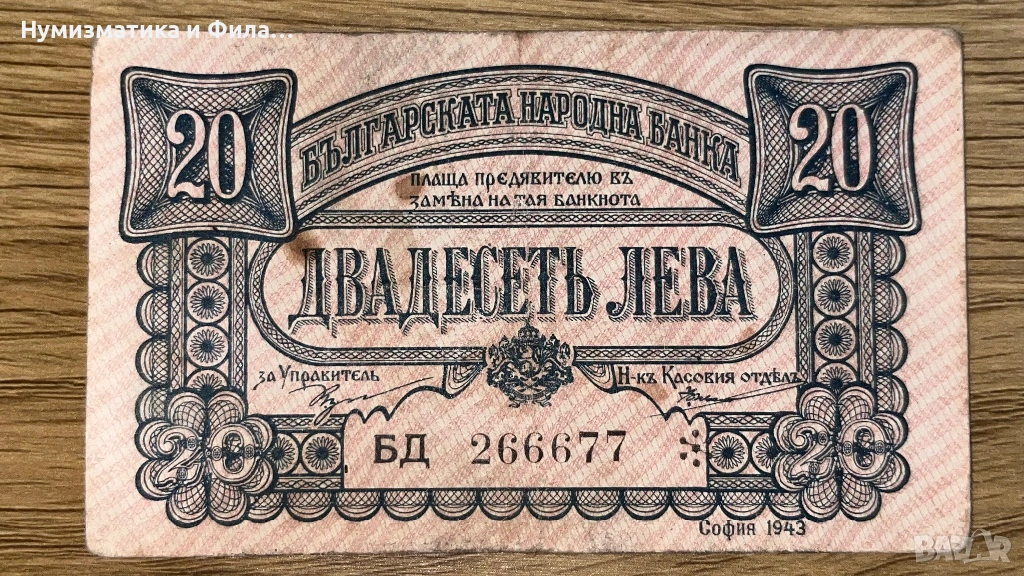 Нумизматика и Фила...
20
20
БЪЛГАРСКАТА НАРОДНА БАНКА
ПЛАЩА ПРЕДЯВИТЕЛЮ ВЪ
ЗАМѢНА НА ТАЯ БАНКНОТА
ДВАДЕСЕТЬ ЛЕВА
за Управитель
Н-къ Касовия отдѣлъ
БД 266677
20
20
София 1943
BAZAR